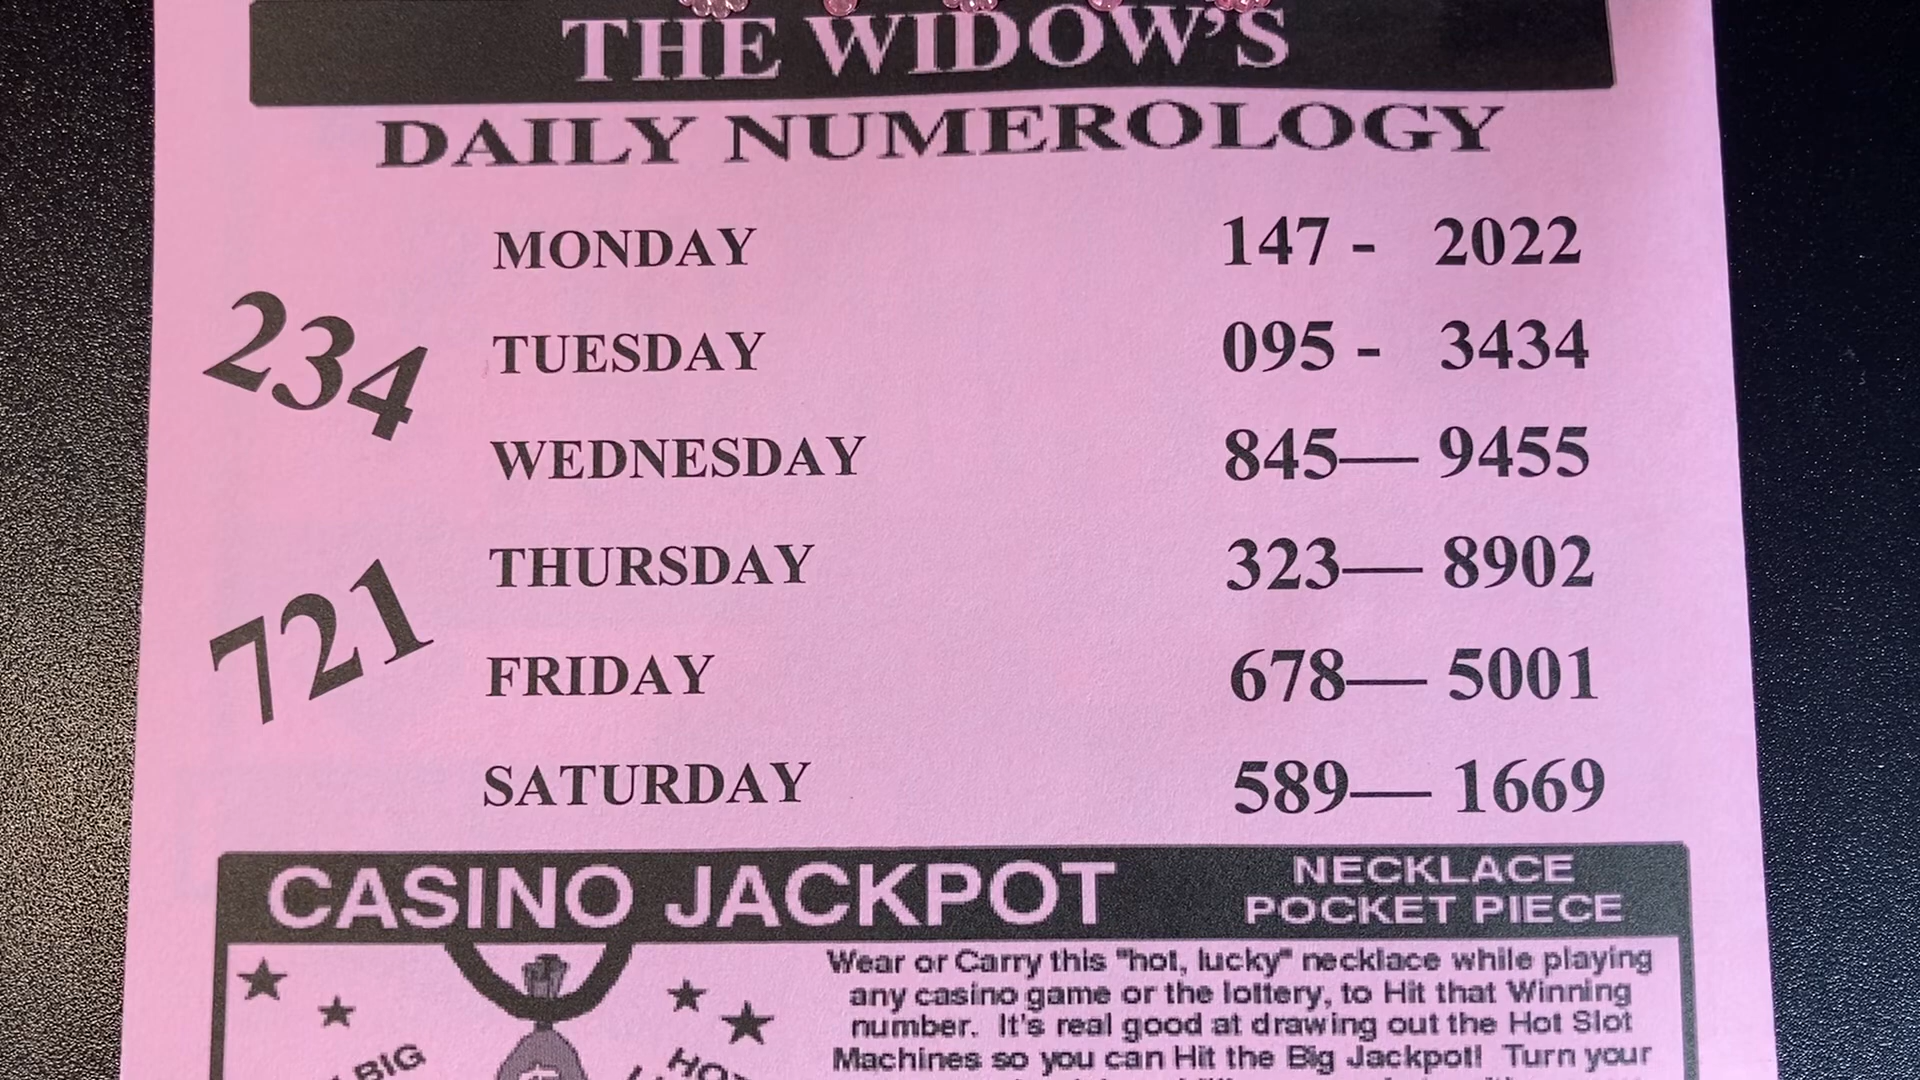 THE WIDOW'S
DAILY NUMEROLOGY
MONDAY 147 - 2022
234
TUESDAY 095 - 3434
WEDNESDAY 845— 9455
THURSDAY 323— 8902
721
FRIDAY 678— 5001
SATURDAY 589— 1669
CASINO JACKPOT
NECKLACE
POCKET PIECE
Wear or Carry this "hot, lucky" necklace while playing
any casino game or the lottery, to Hit that Winning
number. It's real good at drawing out the Hot Slot
Machines so you can Hit the Big Jackpot! Turn your
BIG